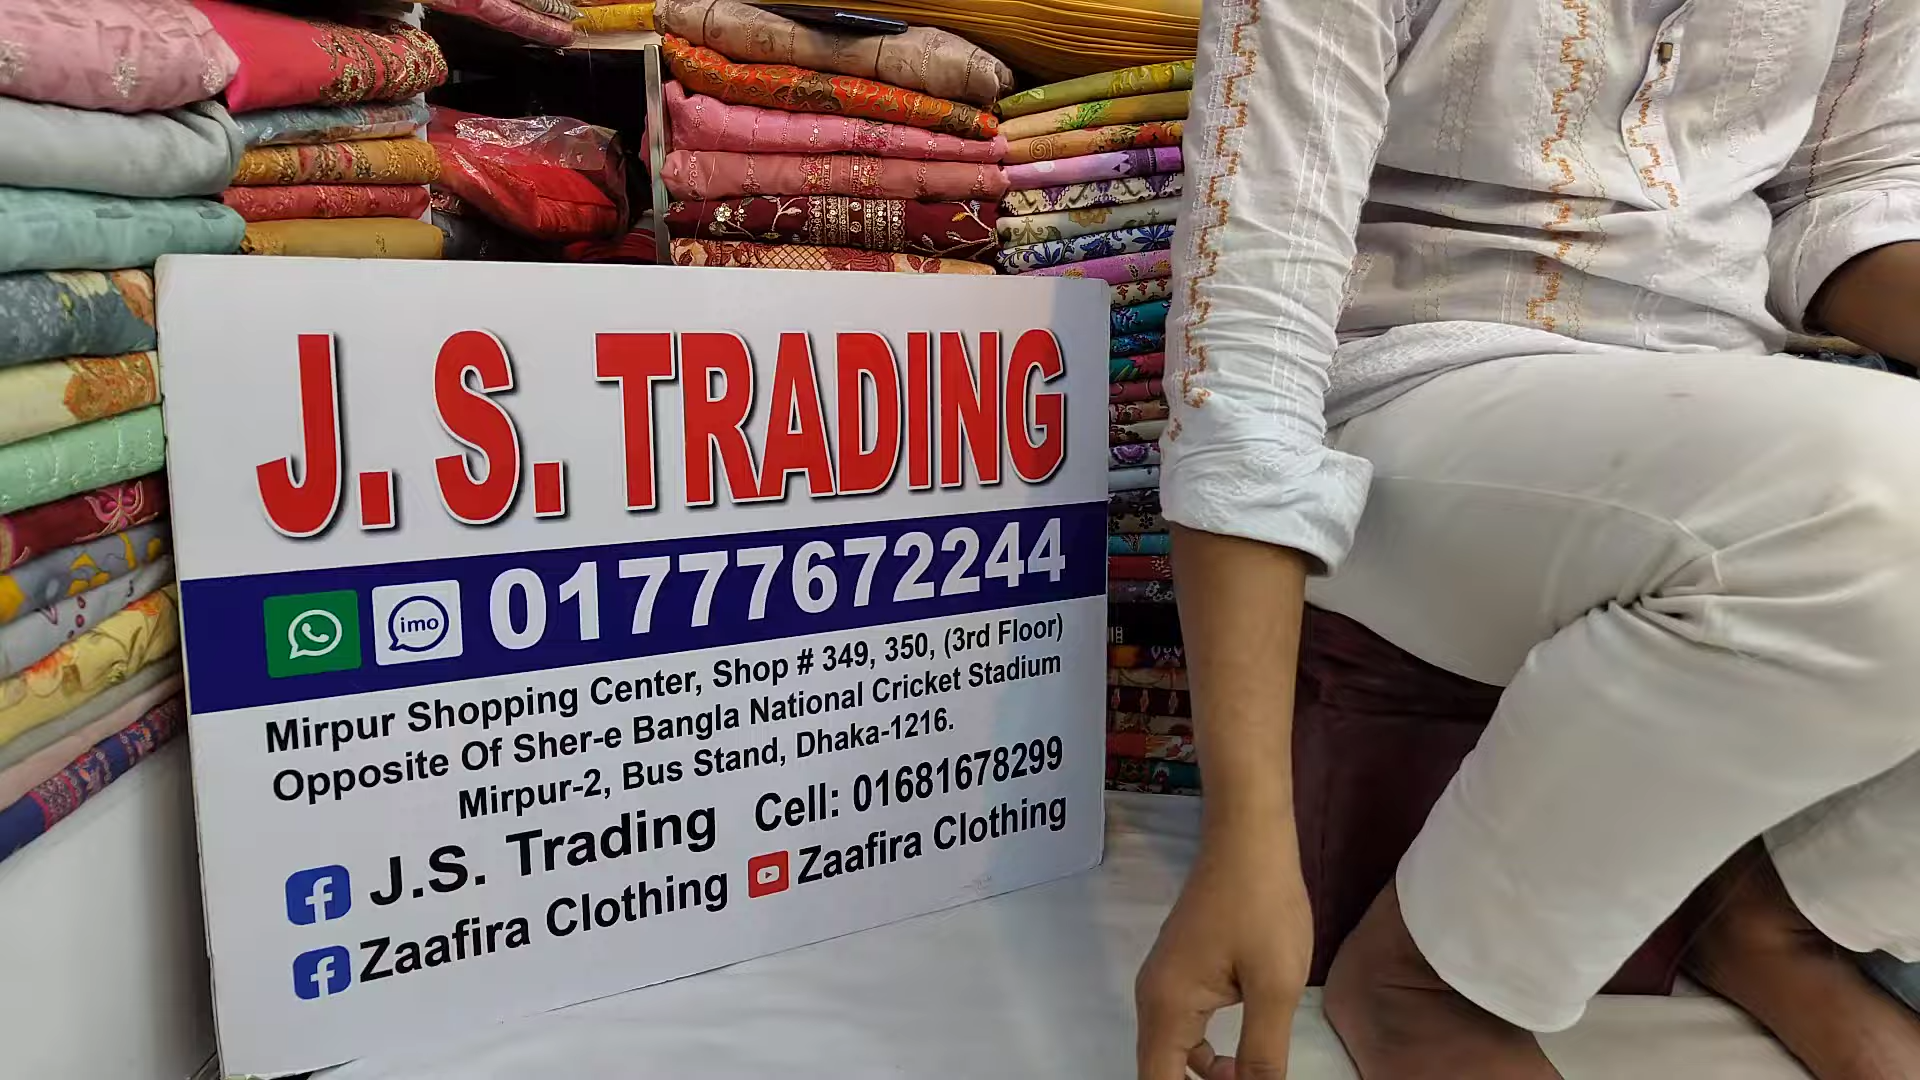 J. S. TRADING
imo 01777672244
Mirpur Shopping Center, Shop # 349, 350, (3rd Floor)
Opposite Of Sher-e Bangla National Cricket Stadium
Mirpur-2, Bus Stand, Dhaka-1216.
J.S. Trading Cell: 01681678299
Zaafira Clothing Zaafira Clothing